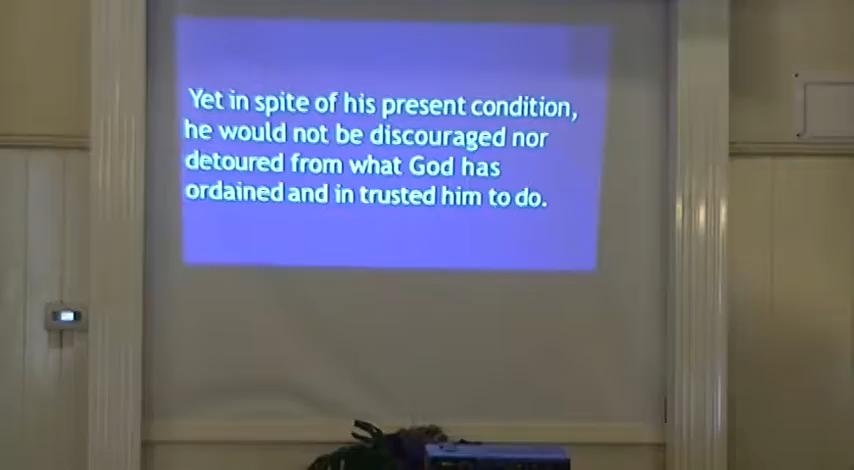 Yet in spite of his present condition,
he would not be discouraged nor
detoured from what God has
ordained and in trusted him to do.